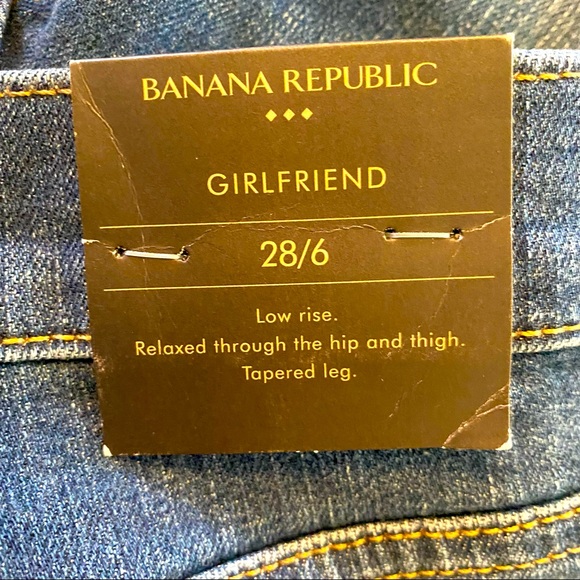 BANANA REPUBLIC
GIRLFRIEND
28/6
Low rise.
Relaxed through the hip and thigh.
Tapered leg.